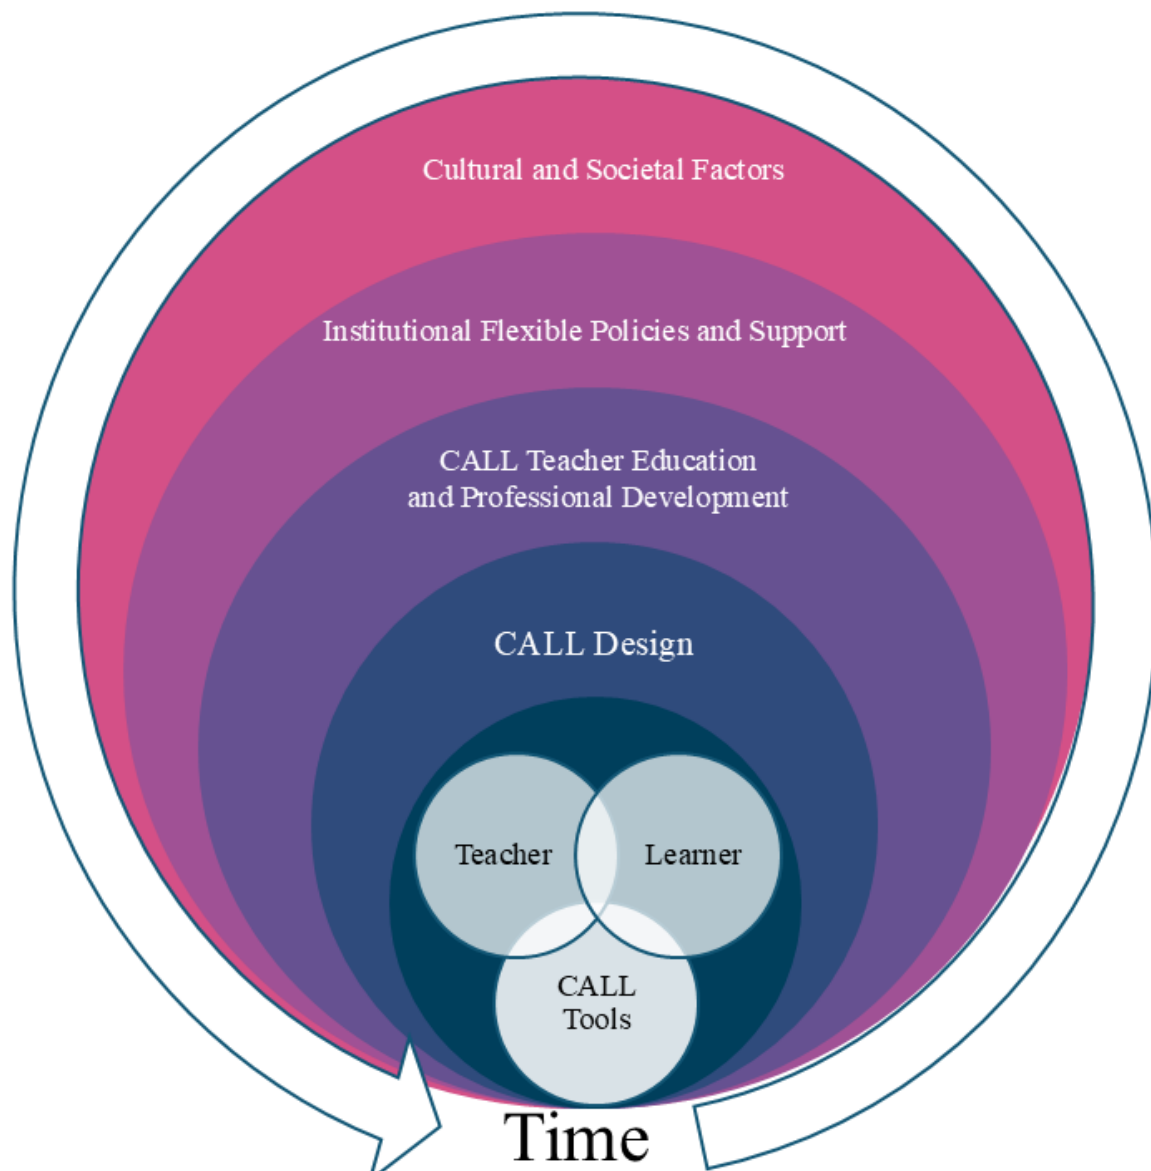 Cultural and Societal Factors
Institutional Flexible Policies and Support
CALL Teacher Education
and Professional Development
CALL Design
Teacher
Learner
CALL
Tools
Time